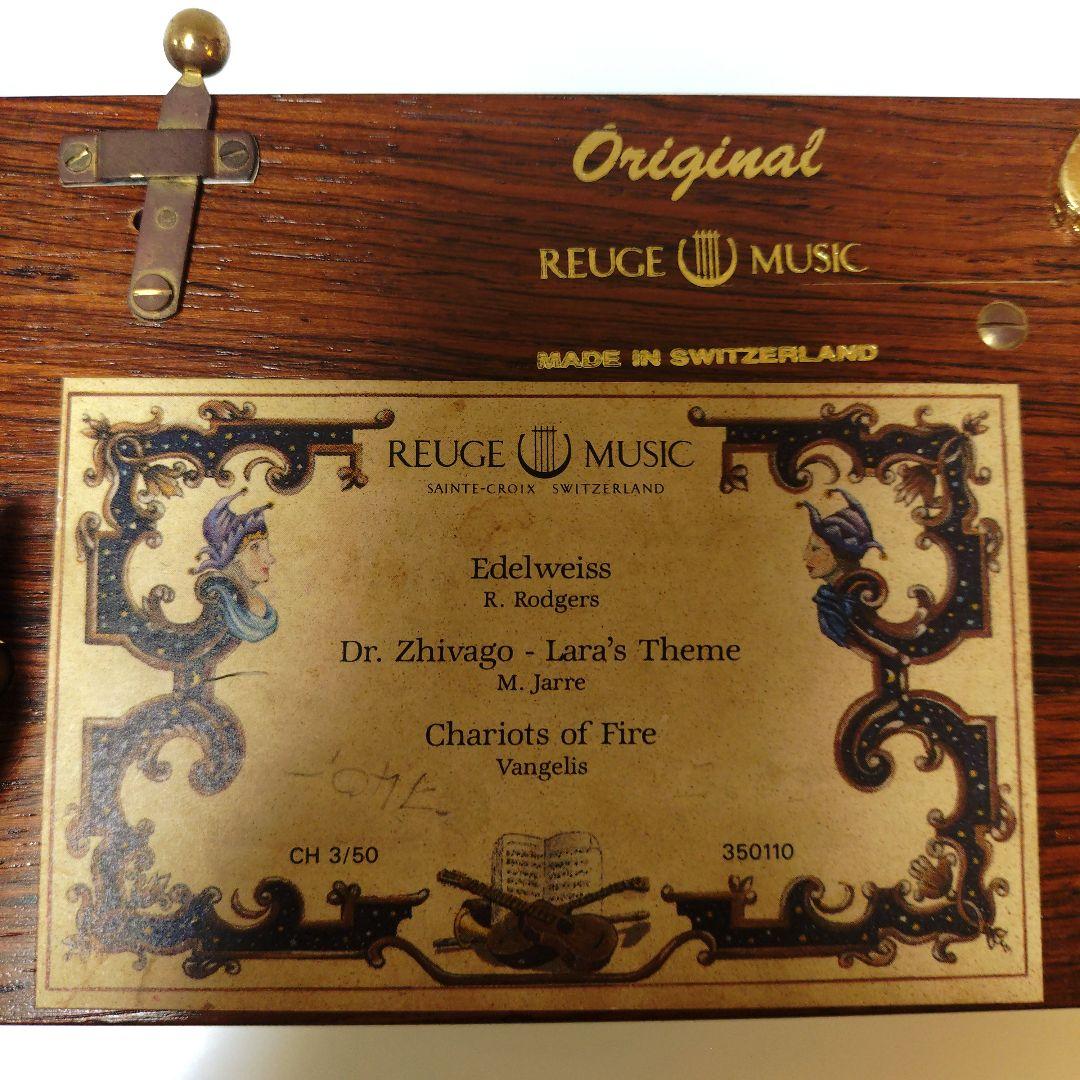 Original
REUGE MUSIC
MADE IN SWITZERLAND
REUGE MUSIC
SAINTE-CROIX SWITZERLAND
Edelweiss
R. Rodgers
Dr. Zhivago - Lara's Theme
M. Jarre
Chariots of Fire
Vangelis
CH 3/50
350110